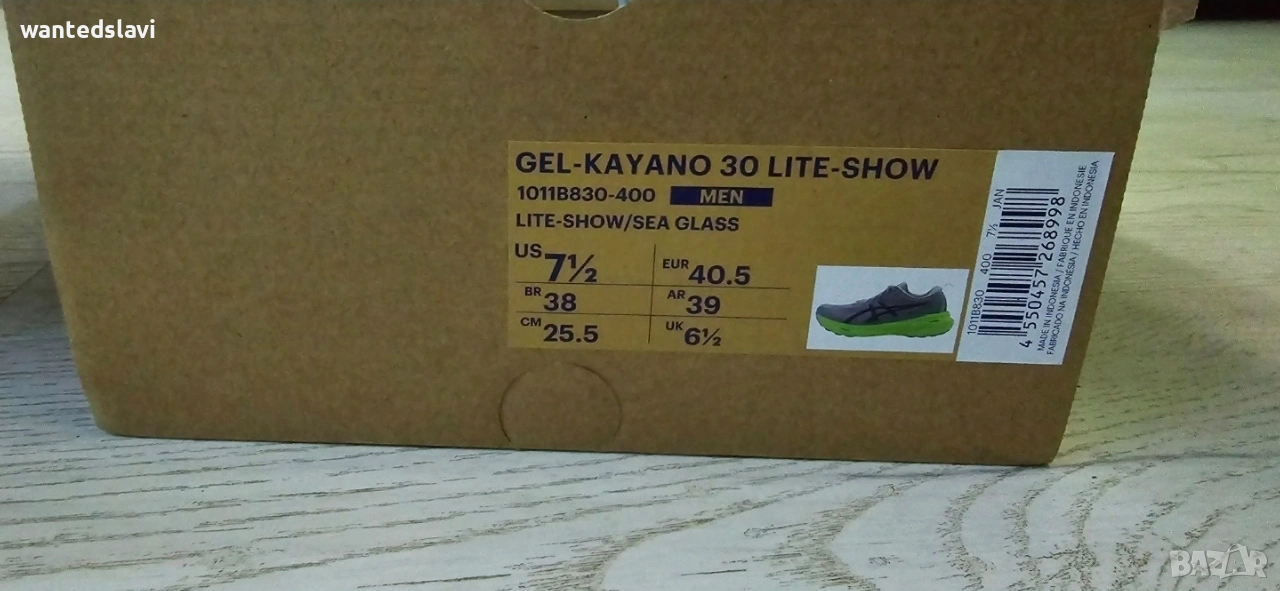 wantedslavi
GEL-KAYANO 30 LITE-SHOW
1011B830-400 MEN
LITE-SHOW/SEA GLASS
US 7½ EUR 40.5
BR 38 AR 39
CM 25.5 UK 6½
1011B830 400 7½ JAN
4 550457 268998
MADE IN INDONESIA / FABRIQUE EN INDONESIE
FABRICADO NA INDONESIA / HECHO EN INDONESIA
BAZAR